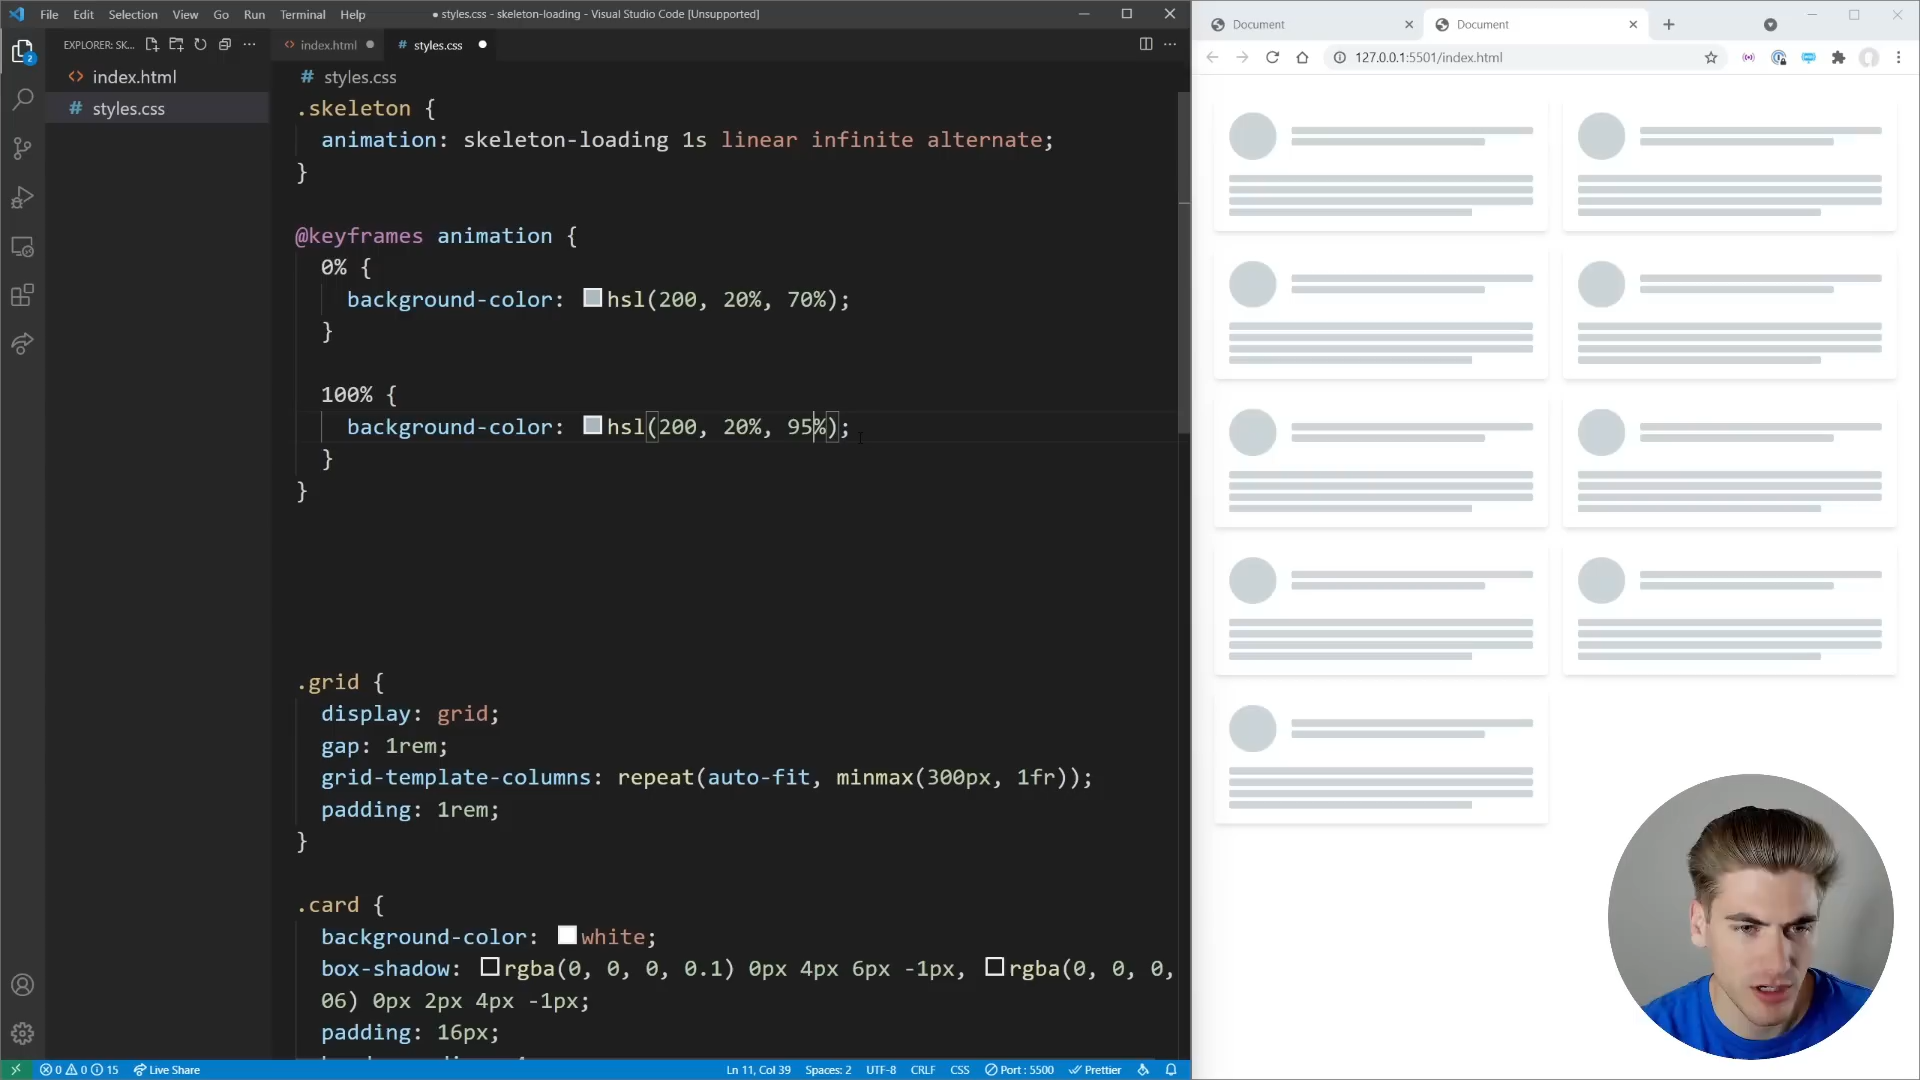 File Edit Selection View Go Run Terminal Help
● styles.css - skeleton-loading - Visual Studio Code [Unsupported]
EXPLORER: SK...
index.html
styles.css
<> index.html ●
# styles.css ●
# styles.css
.skeleton {
animation: skeleton-loading 1s linear infinite alternate;
}
@keyframes animation {
0% {
background-color: hsl(200, 20%, 70%);
}
100% {
background-color: hsl(200, 20%, 95%);
}
}
.grid {
display: grid;
gap: 1rem;
grid-template-columns: repeat(auto-fit, minmax(300px, 1fr));
padding: 1rem;
}
.card {
background-color: white;
box-shadow: rgba(0, 0, 0, 0.1) 0px 4px 6px -1px, rgba(0, 0, 0,
06) 0px 2px 4px -1px;
padding: 16px;
2
0 0 15 Live Share
Ln 11, Col 39 Spaces: 2 UTF-8 CRLF CSS Port : 5500 Prettier
Document
Document
127.0.0.1:5501/index.html